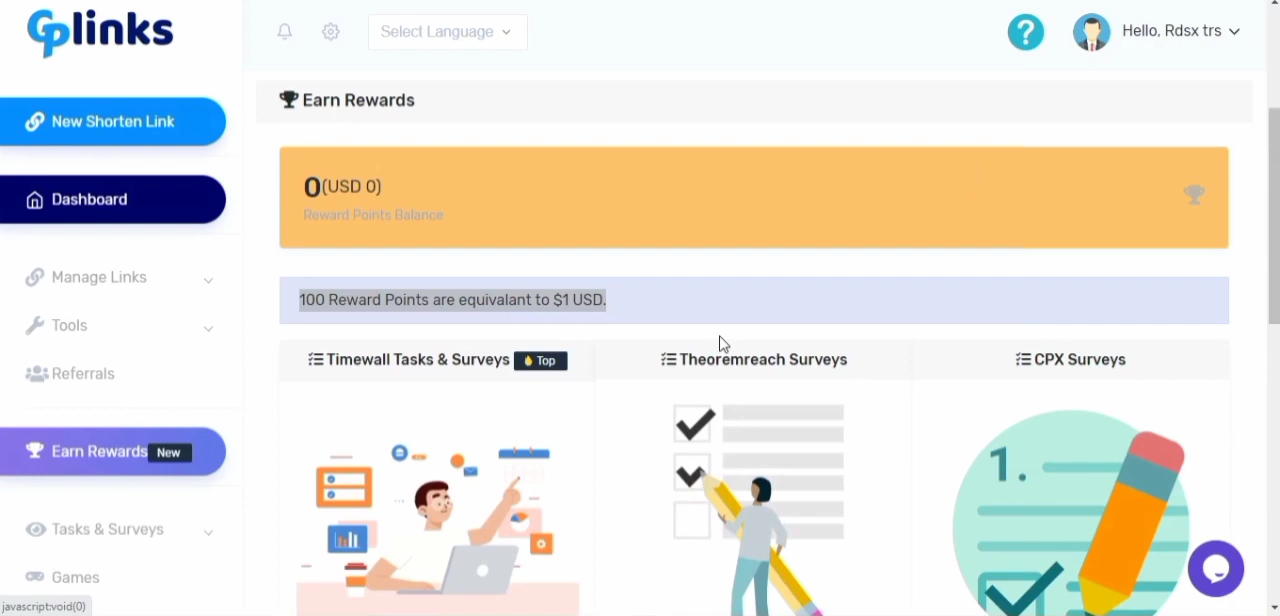 GPlinks
Select Language
?
Hello, Rdsx trs
New Shorten Link
Dashboard
Manage Links
Tools
Referrals
Earn Rewards New
Tasks & Surveys
Games
javascript:void(0)
Earn Rewards
0(USD 0)
Reward Points Balance
100 Reward Points are equivalant to $1 USD.
Timewall Tasks & Surveys Top
Theoremreach Surveys
CPX Surveys
1.